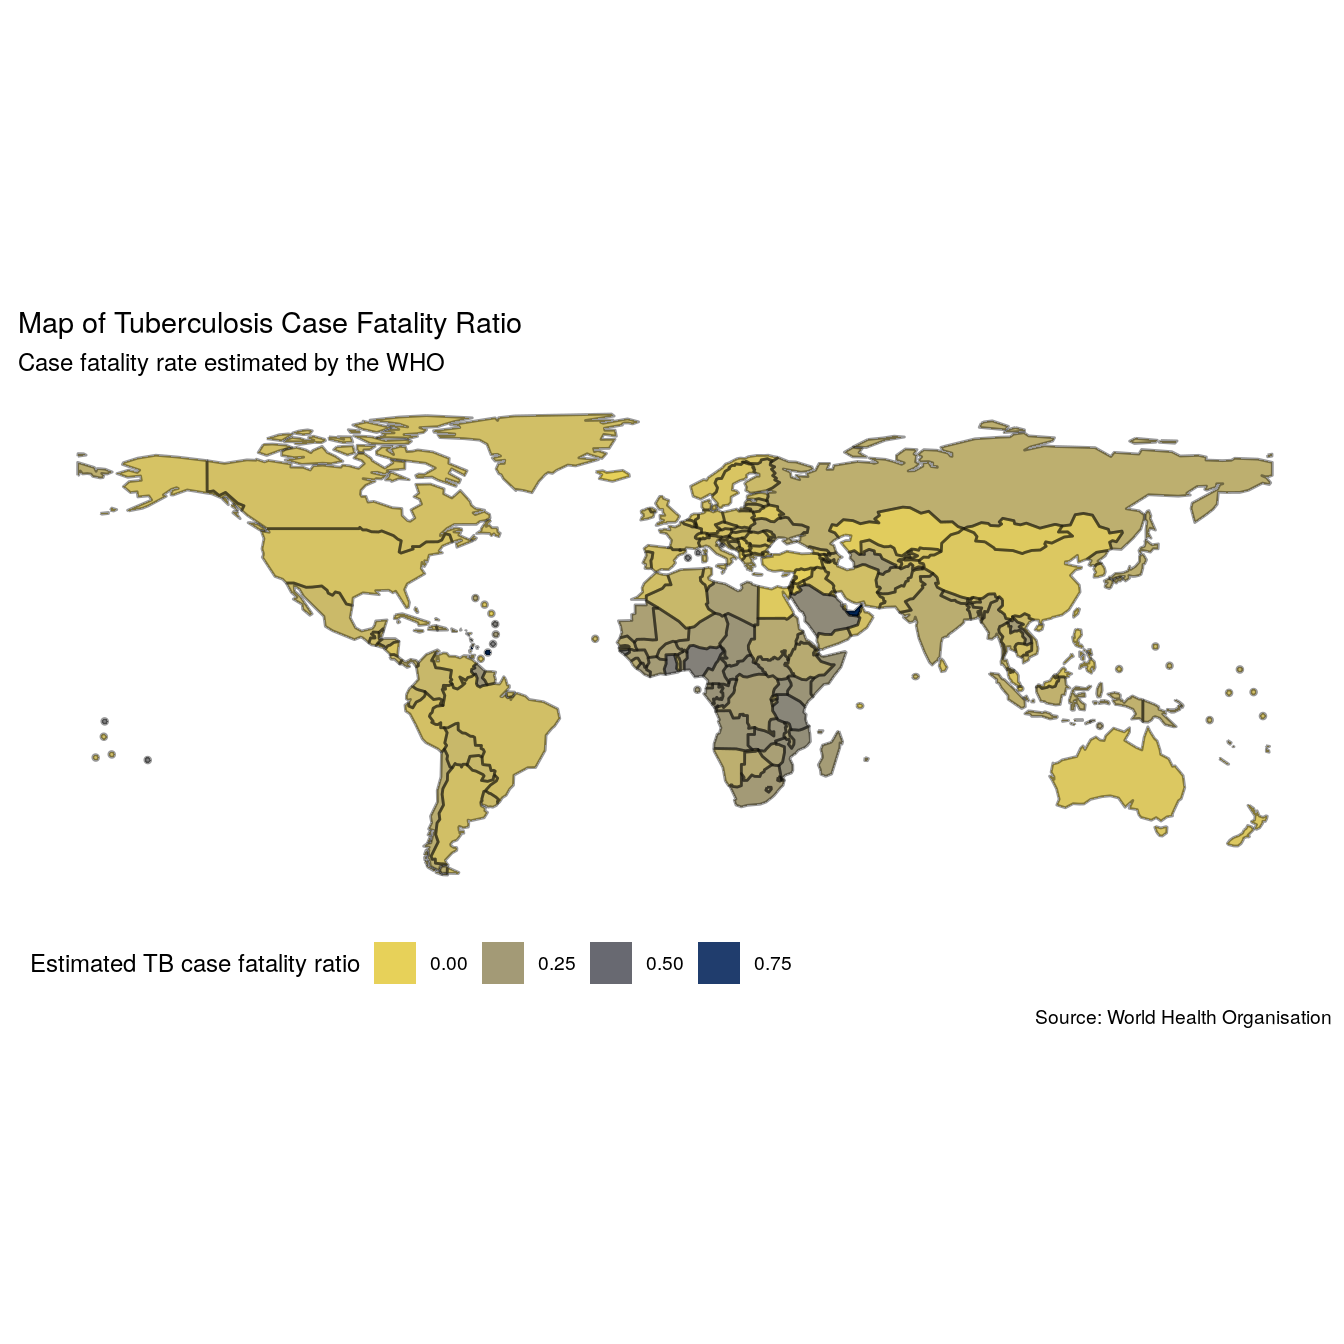 Map of Tuberculosis Case Fatality Ratio
Case fatality rate estimated by the WHO
Estimated TB case fatality ratio 0.00 0.25 0.50 0.75
Source: World Health Organisation